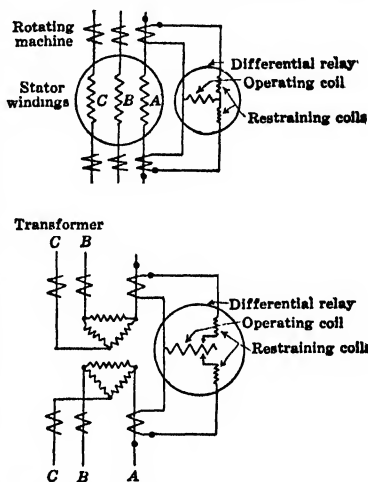 Rotating
machine
Differential relay
Operating coil
Stator
windings
C B A
Restraining coils
Transformer
C B
Differential relay
Operating coil
Restraining coils
C B A